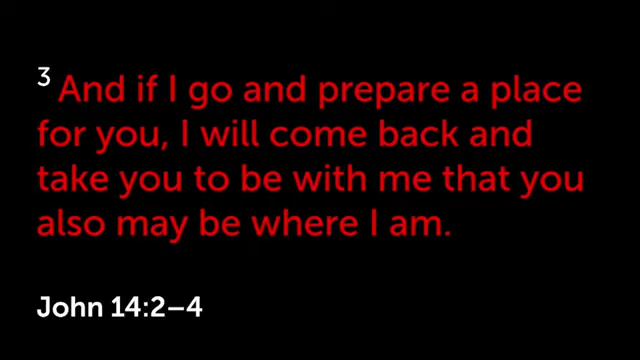 3 And if I go and prepare a place
for you, I will come back and
take you to be with me that you
also may be where I am.
John 14:2–4